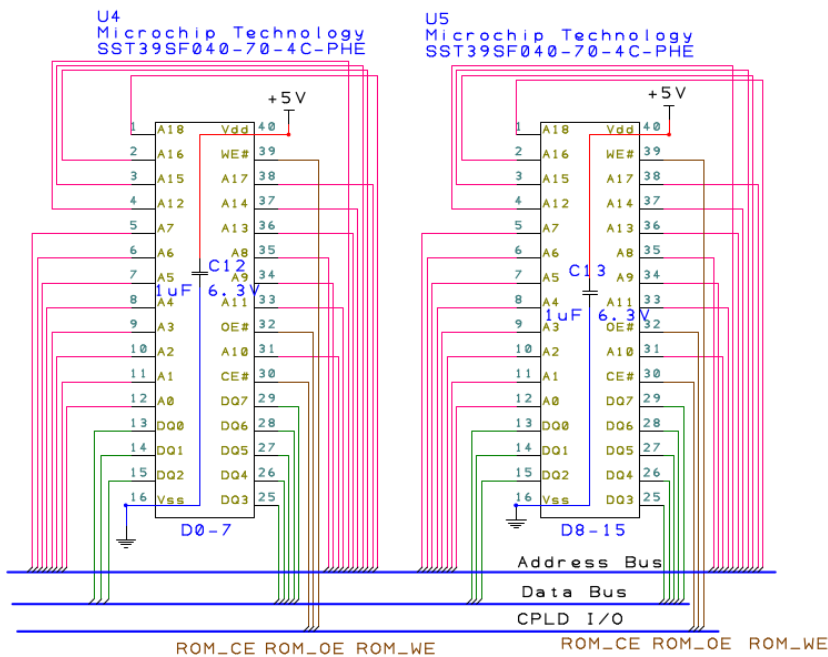 U4
Microchip Technology
SST39SF040-70-4C-PHE
+5V
1 A18 Vdd 40
2 A16 WE# 39
3 A15 A17 38
4 A12 A14 37
5 A7 A13 36
6 A6 A8 35
7 A5 A9 34
8 A4 A11 33
9 A3 OE# 32
10 A2 A10 31
11 A1 CE# 30
12 A0 DQ7 29
13 DQ0 DQ6 28
14 DQ1 DQ5 27
15 DQ2 DQ4 26
16 Vss DQ3 25
C12
1uF 6.3V
D0-7
U5
Microchip Technology
SST39SF040-70-4C-PHE
+5V
1 A18 Vdd 40
2 A16 WE# 39
3 A15 A17 38
4 A12 A14 37
5 A7 A13 36
6 A6 A8 35
7 A5 A9 34
8 A4 A11 33
9 A3 OE# 32
10 A2 A10 31
11 A1 CE# 30
12 A0 DQ7 29
13 DQ0 DQ6 28
14 DQ1 DQ5 27
15 DQ2 DQ4 26
16 Vss DQ3 25
C13
1uF 6.3V
D8-15
Address Bus
Data Bus
CPLD I/O
ROM_CE ROM_OE ROM_WE
ROM_CE ROM_OE ROM_WE